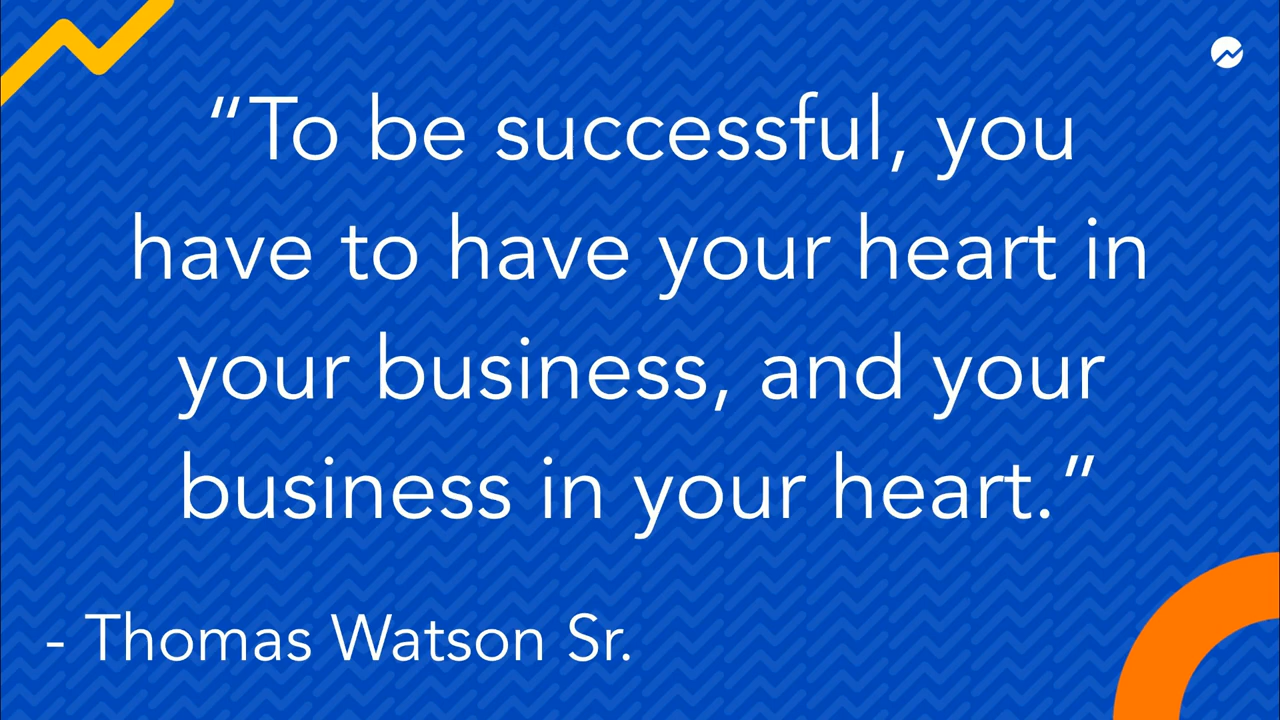 “To be successful, you
have to have your heart in
your business, and your
business in your heart.”
- Thomas Watson Sr.